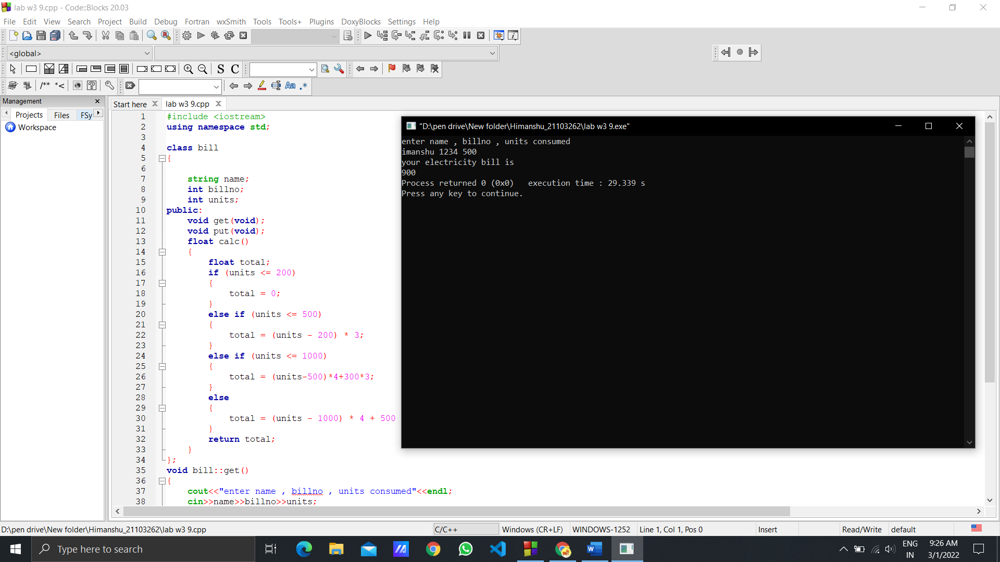 lab w3 9.cpp - Code::Blocks 20.03
File Edit View Search Project Build Debug Fortran wxSmith Tools Tools+ Plugins DoxyBlocks Settings Help
<global>
S C
/** *<
Aa .*
Management
Projects Files FSy
Workspace
Start here lab w3 9.cpp
1 #include <iostream>
2 using namespace std;
3
4 class bill
5 {
6
7 string name;
8 int billno;
9 int units;
10 public:
11 void get(void);
12 void put(void);
13 float calc()
14 {
15 float total;
16 if (units <= 200)
17 {
18 total = 0;
19 }
20 else if (units <= 500)
21 {
22 total = (units - 200) * 3;
23 }
24 else if (units <= 1000)
25 {
26 total = (units-500)*4+300*3;
27 }
28 else
29 {
30 total = (units - 1000) * 4 + 500
31 }
32 return total;
33 }
34 };
35 void bill::get()
36 {
37 cout<<"enter name , billno , units consumed"<<endl;
38 cin>>name>>billno>>units;
"D:\pen drive\New folder\Himanshu_21103262\lab w3 9.exe"
enter name , billno , units consumed
imanshu 1234 500
your electricity bill is
900
Process returned 0 (0x0) execution time : 29.339 s
Press any key to continue.
D:\pen drive\New folder\Himanshu_21103262\lab w3 9.cpp C/C++ Windows (CR+LF) WINDOWS-1252 Line 1, Col 1, Pos 0 Insert Read/Write default
Type here to search
ENG
IN
9:26 AM
3/1/2022